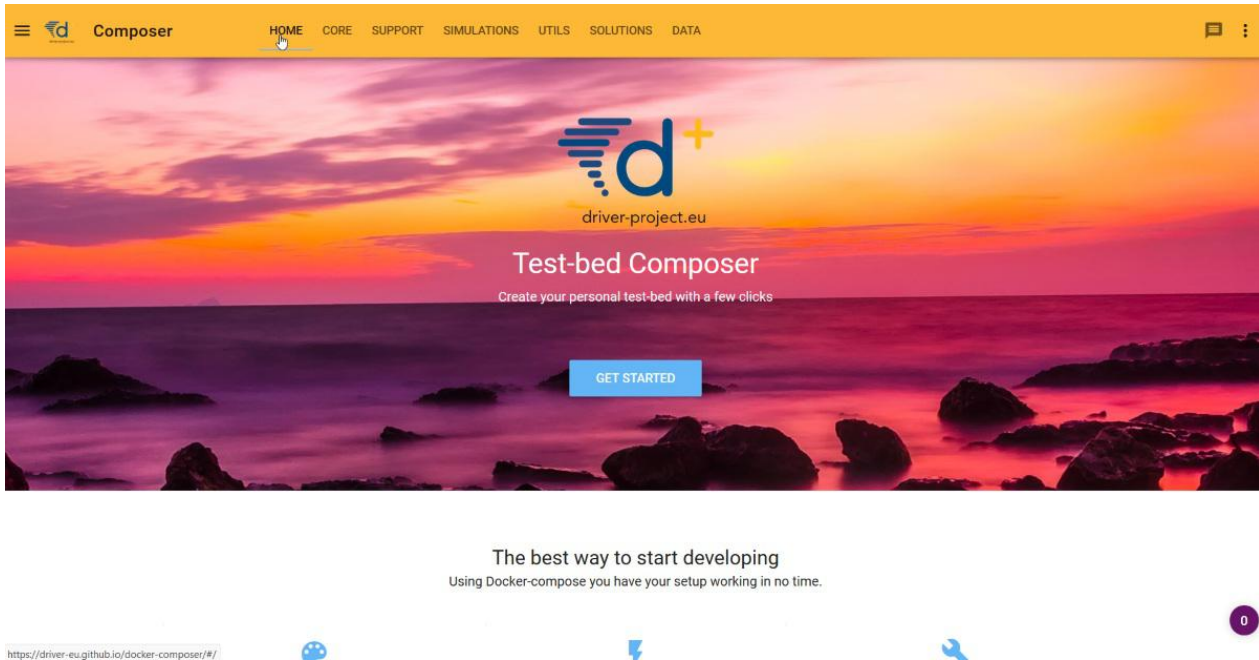 Composer
HOME CORE SUPPORT SIMULATIONS UTILS SOLUTIONS DATA
d+
driver-project.eu
Test-bed Composer
Create your personal test-bed with a few clicks
GET STARTED
The best way to start developing
Using Docker-compose you have your setup working in no time.
0
https://driver-eu.github.io/docker-composer/#/